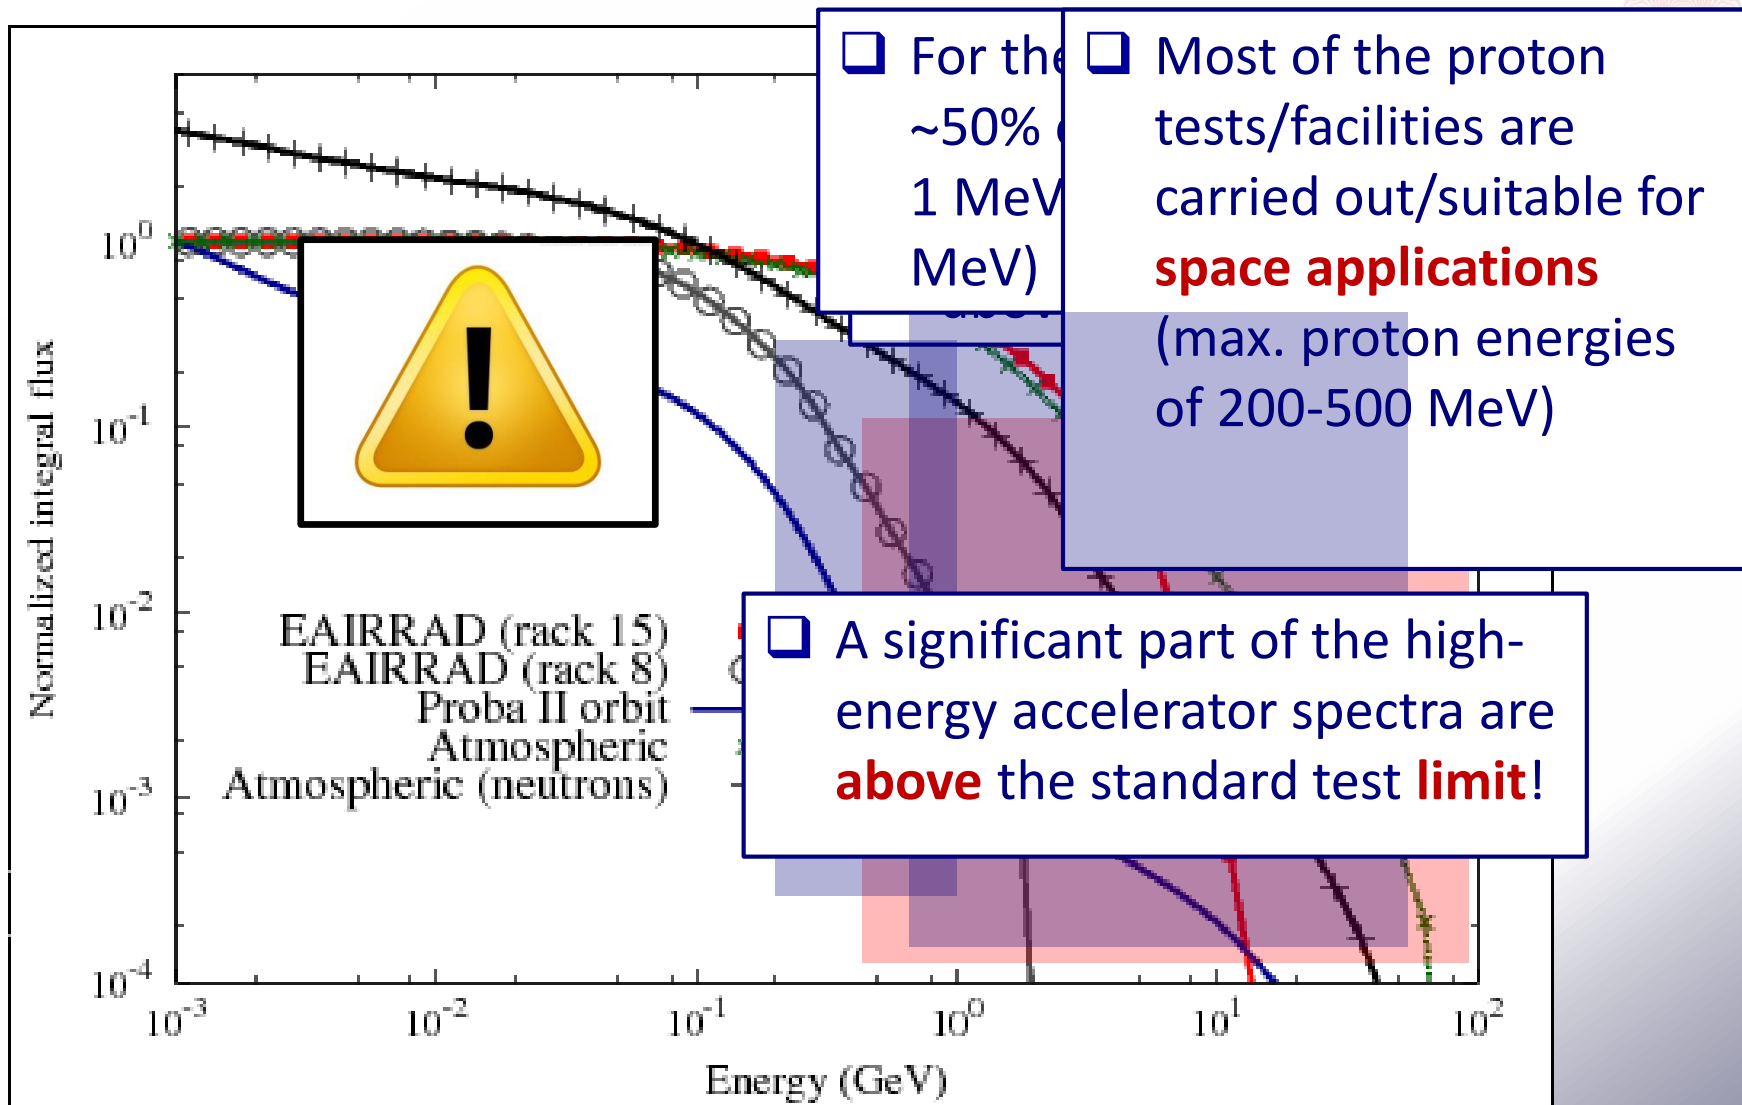 ❑ For the
~50%
1 MeV
MeV)
❑ Most of the proton
tests/facilities are
carried out/suitable for
space applications
(max. proton energies
of 200-500 MeV)
Normalized integral flux
10^0
10^-1
10^-2
10^-3
10^-4
!
EAIRRAD (rack 15)
EAIRRAD (rack 8)
Proba II orbit
Atmospheric
Atmospheric (neutrons)
❑ A significant part of the high-
energy accelerator spectra are
above the standard test limit!
10^-3 10^-2 10^-1 10^0 10^1 10^2
Energy (GeV)